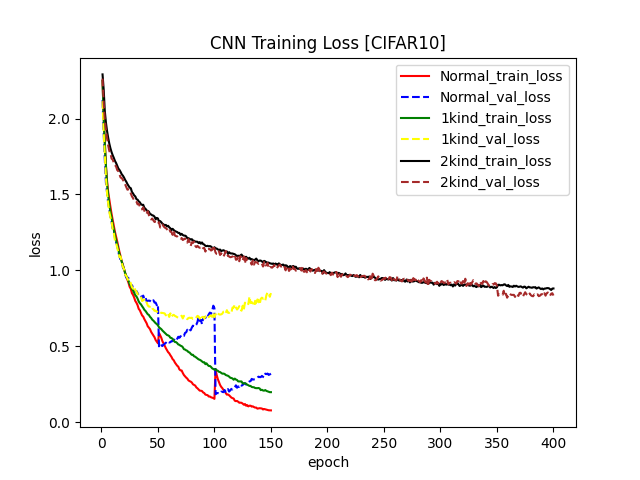 CNN Training Loss [CIFAR10]
Normal_train_loss
Normal_val_loss
1kind_train_loss
1kind_val_loss
2kind_train_loss
2kind_val_loss
loss
2.0
1.5
1.0
0.5
0.0
0 50 100 150 200 250 300 350 400
epoch